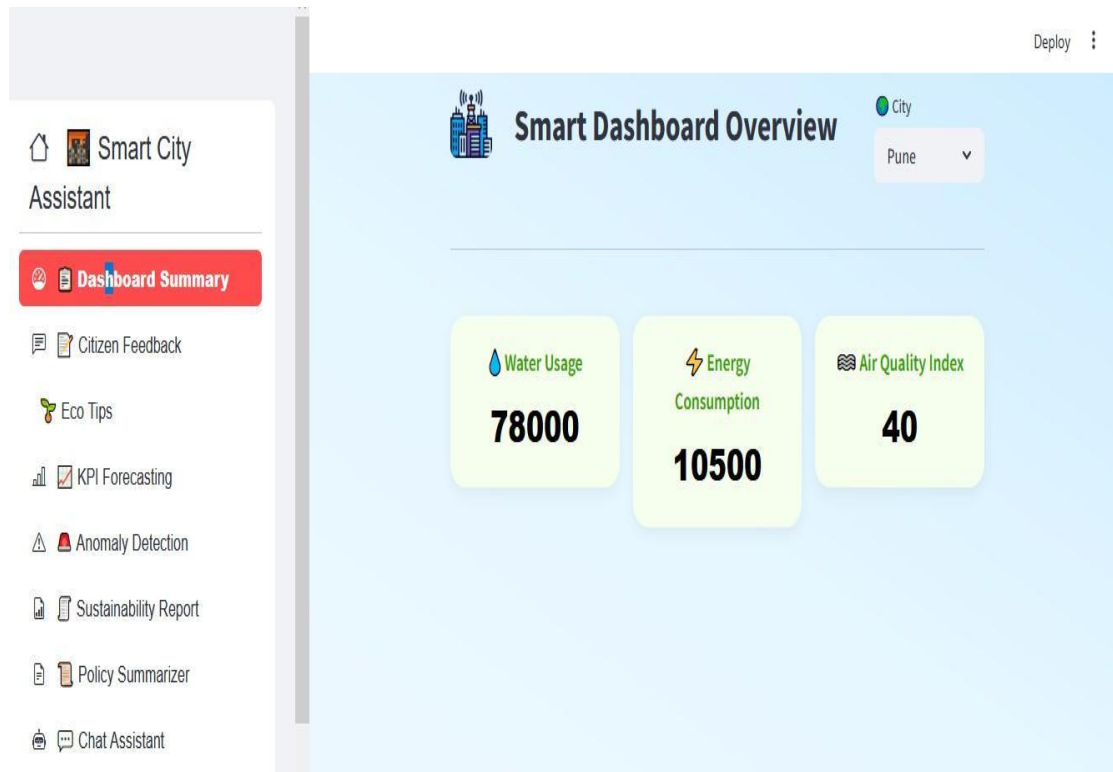 Smart City
Assistant
Dashboard Summary
Citizen Feedback
Eco Tips
KPI Forecasting
Anomaly Detection
Sustainability Report
Policy Summarizer
Chat Assistant
Deploy
Smart Dashboard Overview
City
Pune
Water Usage
78000
Energy
Consumption
10500
Air Quality Index
40